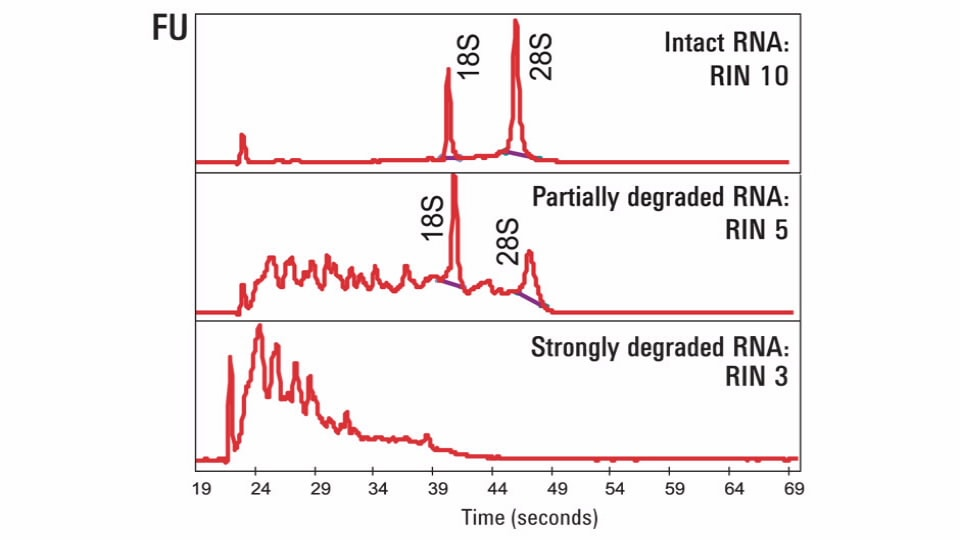 FU
18S
28S
Intact RNA:
RIN 10
18S
28S
Partially degraded RNA:
RIN 5
Strongly degraded RNA:
RIN 3
19 24 29 34 39 44 49 54 59 64 69
Time (seconds)